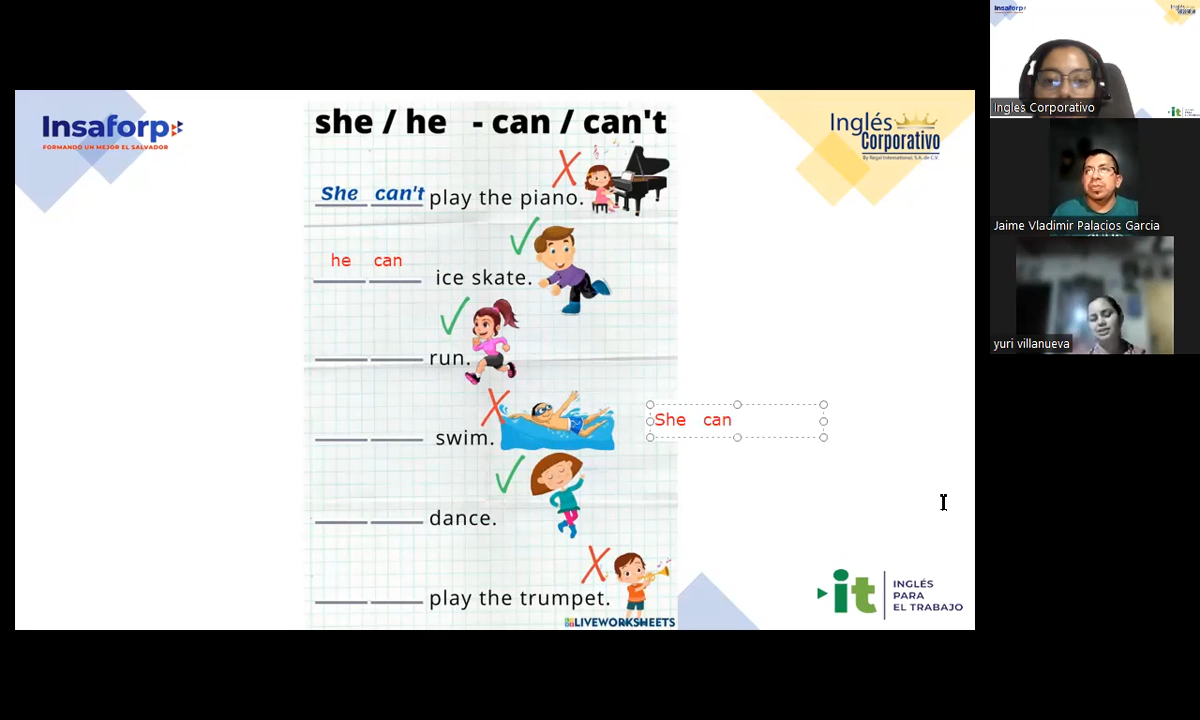 Insaforp
FORMANDO UN MEJOR EL SALVADOR
she / he - can / can't
Inglés
Corporativo
By Regal International, S.A. de C.V.
She can't play the piano.
he can
ice skate.
run.
swim.
She can
dance.
play the trumpet.
LIVEWORKSHEETS
it
INGLÉS
PARA
EL TRABAJO
Insaforp
Ingles Corporativo
Jaime Vladimir Palacios Garcia
yuri villanueva